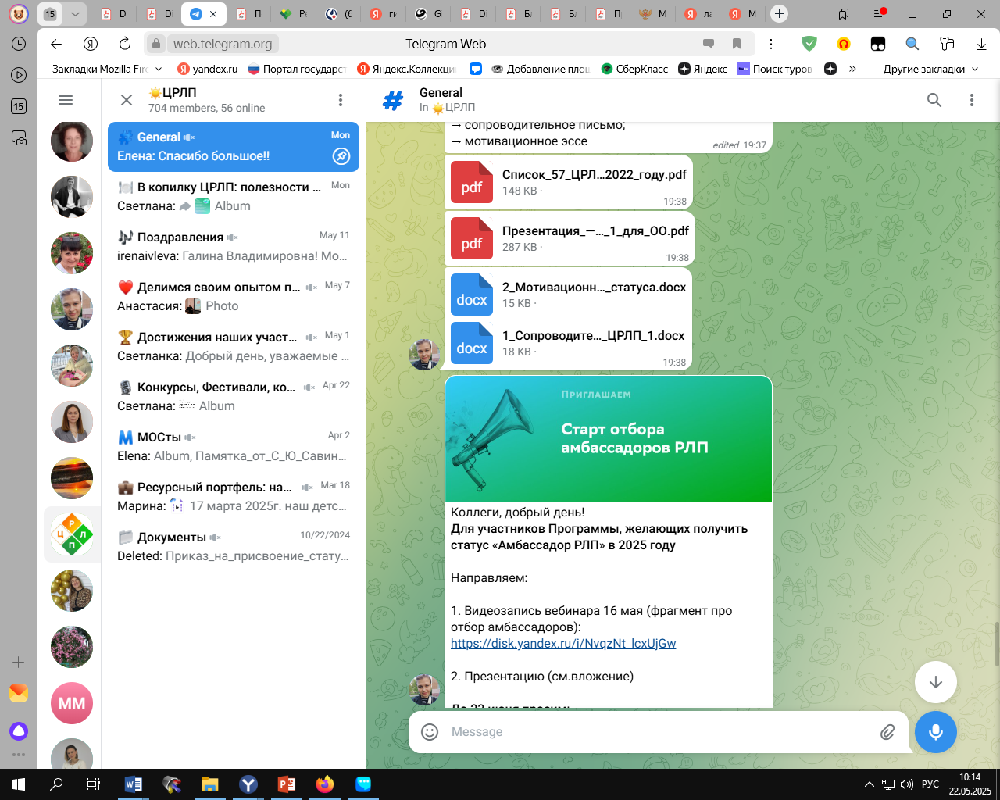 15
web.telegram.org
Telegram Web
Закладки Mozilla Fire
yandex.ru
Портал государст
Яндекс.Коллекци
Добавление площ
СберКласс
Яндекс
Поиск туров
»
Другие закладки
15
ЦРЛП
704 members, 56 online
General
Mon
Елена: Спасибо большое!!
В копилку ЦРЛП: полезности ...
Mon
Светлана: Album
Поздравления
May 11
irenaivleva: Галина Владимировна! Мо...
Делимся своим опытом п...
May 7
Анастасия: Photo
Достижения наших участ...
May 1
Светланка: Добрый день, уважаемые ...
Конкурсы, Фестивали, ко...
Apr 22
Светлана: Album
МОСты
Apr 2
Elena: Album, Памятка_от_С_Ю_Савин...
Ресурсный портфель: на...
Mar 18
Марина: 17 марта 2025г. наш детс...
Документы
10/22/2024
Deleted: Приказ_на_присвоение_стату...
Р
Ц Л
П
MM
General
In ЦРЛП
→ сопроводительное письмо;
→ мотивационное эссе
edited 19:37
pdf
Список_57_ЦРЛ...2022_году.pdf
148 KB ·
19:38
pdf
Презентация_—..._1_для_ОО.pdf
287 KB ·
19:38
docx
2_Мотивационн..._статуса.docx
15 KB ·
docx
1_Сопроводите..._ЦРЛП_1.docx
18 KB ·
19:38
Приглашаем
Старт отбора
амбассадоров РЛП
Коллеги, добрый день!
Для участников Программы, желающих получить
статус «Амбассадор РЛП» в 2025 году
Направляем:
1. Видеозапись вебинара 16 мая (фрагмент про
отбор амбассадоров):
https://disk.yandex.ru/i/NvqzNt_lcxUjGw
2. Презентацию (см.вложение)
Message
РУС
10:14
22.05.2025